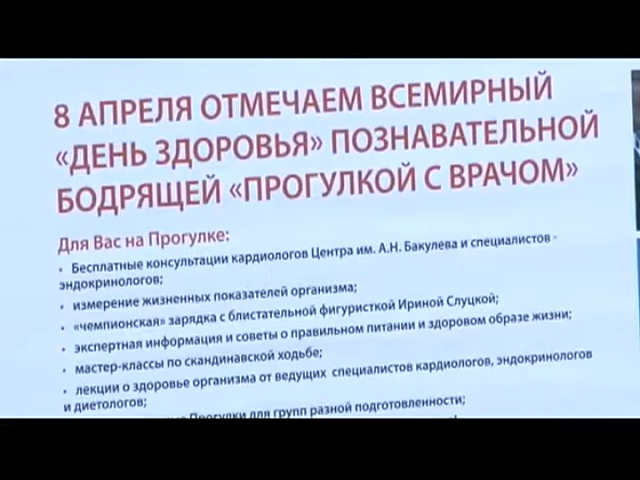 8 АПРЕЛЯ ОТМЕЧАЕМ ВСЕМИРНЫЙ
«ДЕНЬ ЗДОРОВЬЯ» ПОЗНАВАТЕЛЬНОЙ
БОДРЯЩЕЙ «ПРОГУЛКОЙ С ВРАЧОМ»
Для Вас на Прогулке:
• Бесплатные консультации кардиологов Центра им. А.Н. Бакулева и специалистов -
эндокринологов;
• измерение жизненных показателей организма;
• «чемпионская» зарядка с блистательной фигуристкой Ириной Слуцкой;
• экспертная информация и советы о правильном питании и здоровом образе жизни;
• мастер-классы по скандинавской ходьбе;
• лекции о здоровье организма от ведущих специалистов кардиологов, эндокринологов
и диетологов;
Прогулки для групп разной подготовленности;